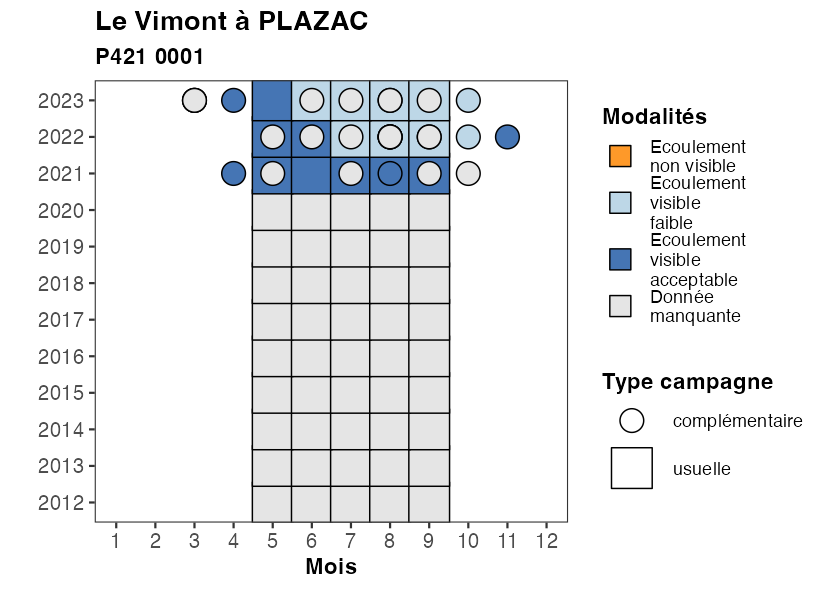 Le Vimont à PLAZAC
P421 0001
2023
2022
2021
2020
2019
2018
2017
2016
2015
2014
2013
2012
1 2 3 4 5 6 7 8 9 10 11 12
Mois
Modalités
Ecoulement
non visible
Ecoulement
visible
faible
Ecoulement
visible
acceptable
Donnée
manquante
Type campagne
complémentaire
usuelle